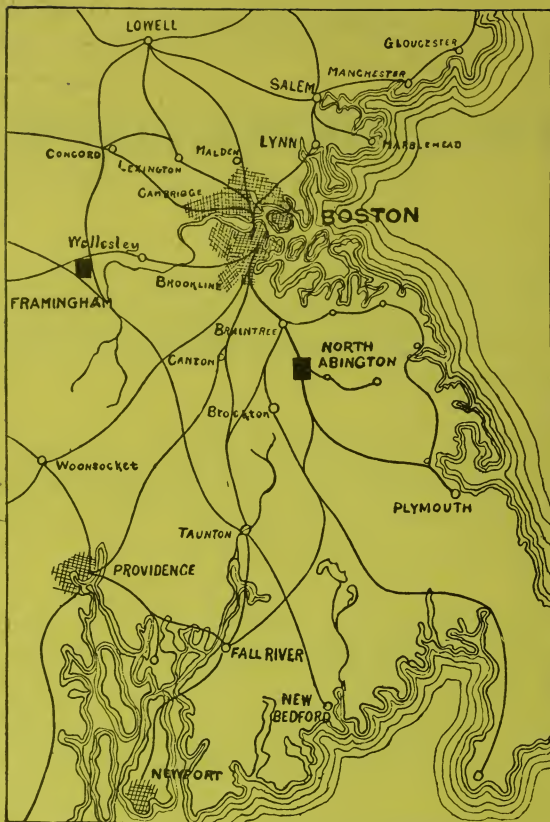 LOWELL
GLOUCESTER
MANCHESTER
SALEM
MARBLEHEAD
LYNN
MALDEN
CONCORD
LEXINGTON
CAMBRIDGE
BOSTON
Wellesley
BROOKLINE
FRAMINGHAM
BRAINTREE
NORTH
ABINGTON
CANTON
Brockton
WOONSOCKET
PLYMOUTH
TAUNTON
PROVIDENCE
FALL RIVER
NEW
BEDFORD
NEWPORT